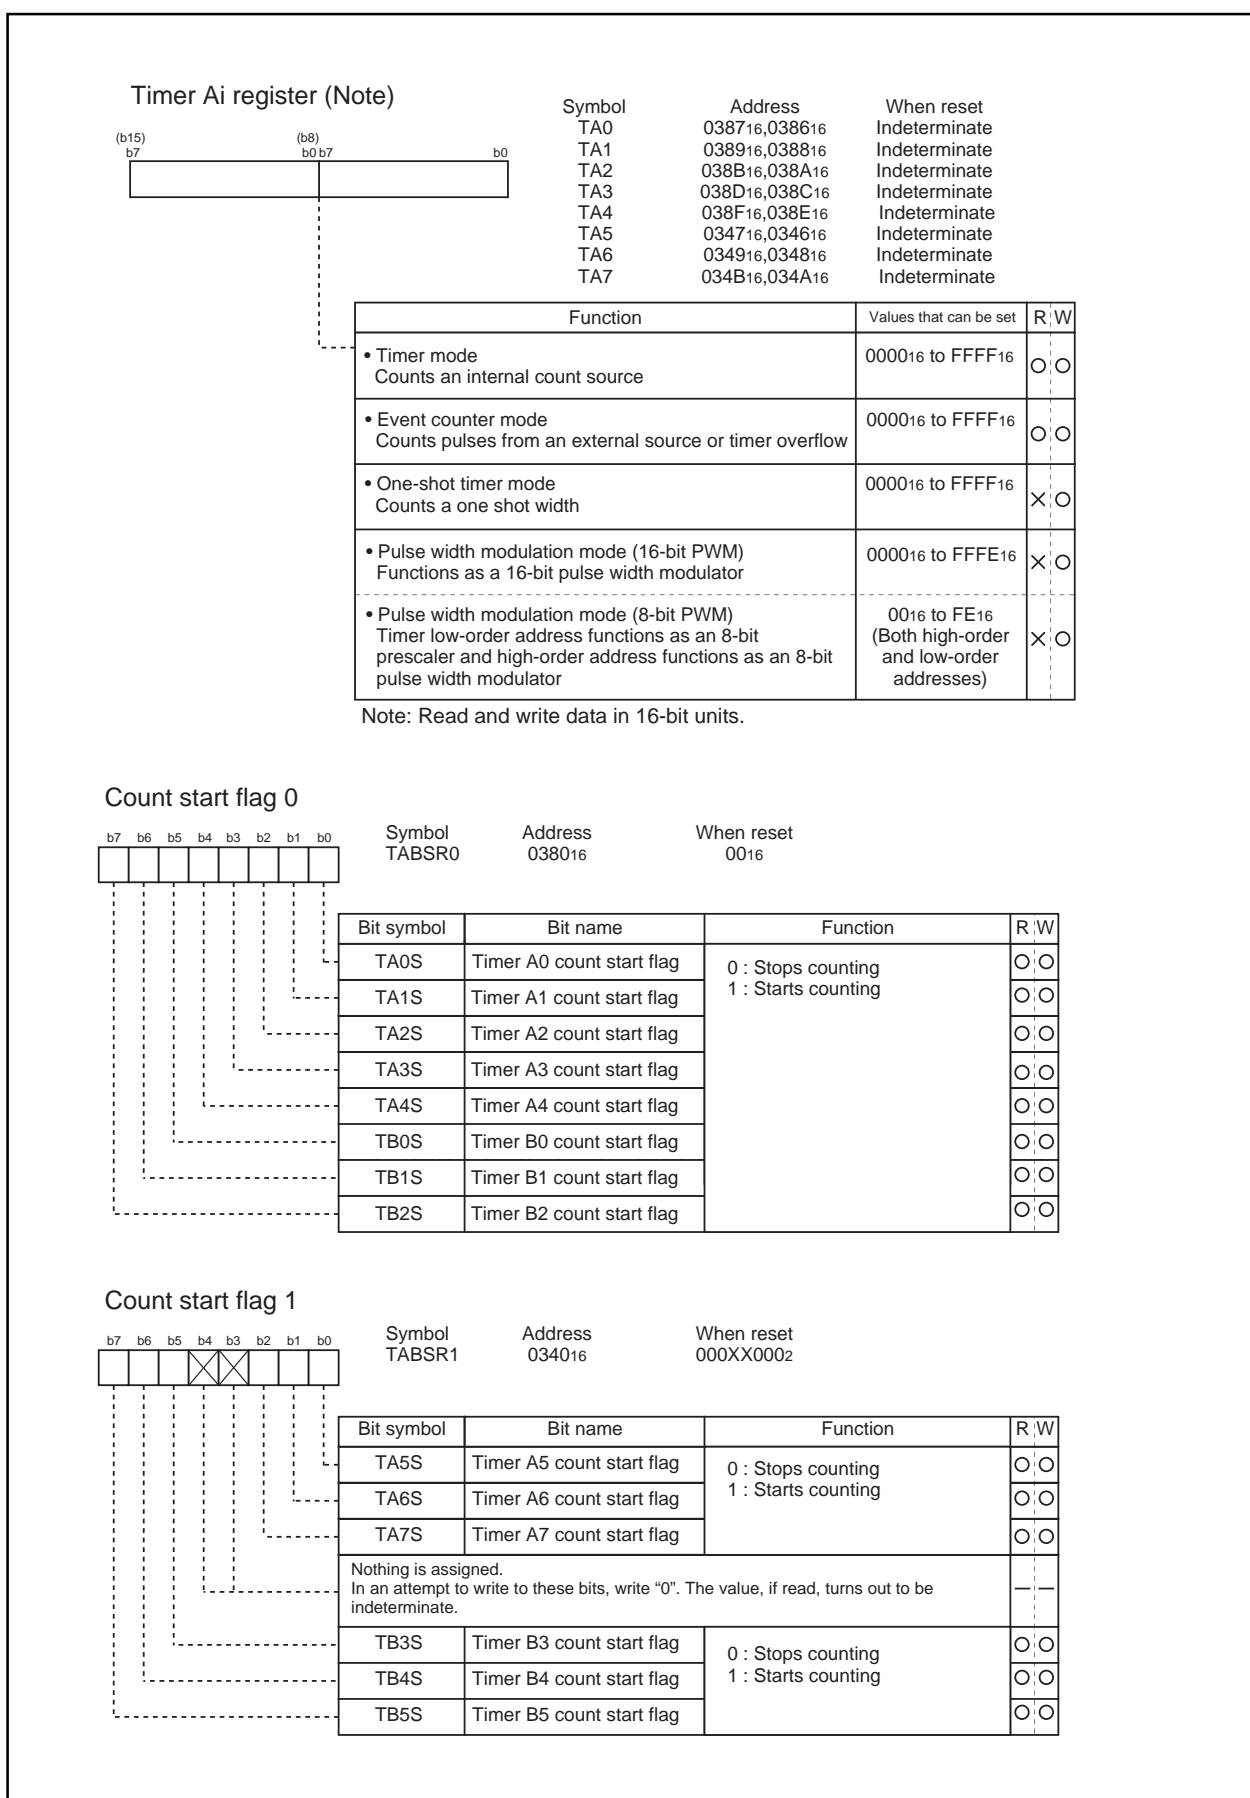 Timer Ai register (Note)
(b15) (b8)
b7 b0 b7 b0
Symbol Address When reset
TA0 038716,038616 Indeterminate
TA1 038916,038816 Indeterminate
TA2 038B16,038A16 Indeterminate
TA3 038D16,038C16 Indeterminate
TA4 038F16,038E16 Indeterminate
TA5 034716,034616 Indeterminate
TA6 034916,034816 Indeterminate
TA7 034B16,034A16 Indeterminate
Function Values that can be set R W
• Timer mode 000016 to FFFF16
Counts an internal count source
• Event counter mode 000016 to FFFF16
Counts pulses from an external source or timer overflow
• One-shot timer mode 000016 to FFFF16
Counts a one shot width
• Pulse width modulation mode (16-bit PWM) 000016 to FFFE16
Functions as a 16-bit pulse width modulator
• Pulse width modulation mode (8-bit PWM) 0016 to FE16
Timer low-order address functions as an 8-bit (Both high-order
prescaler and high-order address functions as an 8-bit and low-order
pulse width modulator addresses)
Note: Read and write data in 16-bit units.
Count start flag 0
b7 b6 b5 b4 b3 b2 b1 b0
Symbol Address When reset
TABSR0 038016 0016
Bit symbol Bit name Function R W
TA0S Timer A0 count start flag 0 : Stops counting
TA1S Timer A1 count start flag 1 : Starts counting
TA2S Timer A2 count start flag
TA3S Timer A3 count start flag
TA4S Timer A4 count start flag
TB0S Timer B0 count start flag
TB1S Timer B1 count start flag
TB2S Timer B2 count start flag
Count start flag 1
b7 b6 b5 b4 b3 b2 b1 b0
Symbol Address When reset
TABSR1 034016 000XX0002
Bit symbol Bit name Function R W
TA5S Timer A5 count start flag 0 : Stops counting
TA6S Timer A6 count start flag 1 : Starts counting
TA7S Timer A7 count start flag
Nothing is assigned.
In an attempt to write to these bits, write “0”. The value, if read, turns out to be
indeterminate.
TB3S Timer B3 count start flag 0 : Stops counting
TB4S Timer B4 count start flag 1 : Starts counting
TB5S Timer B5 count start flag